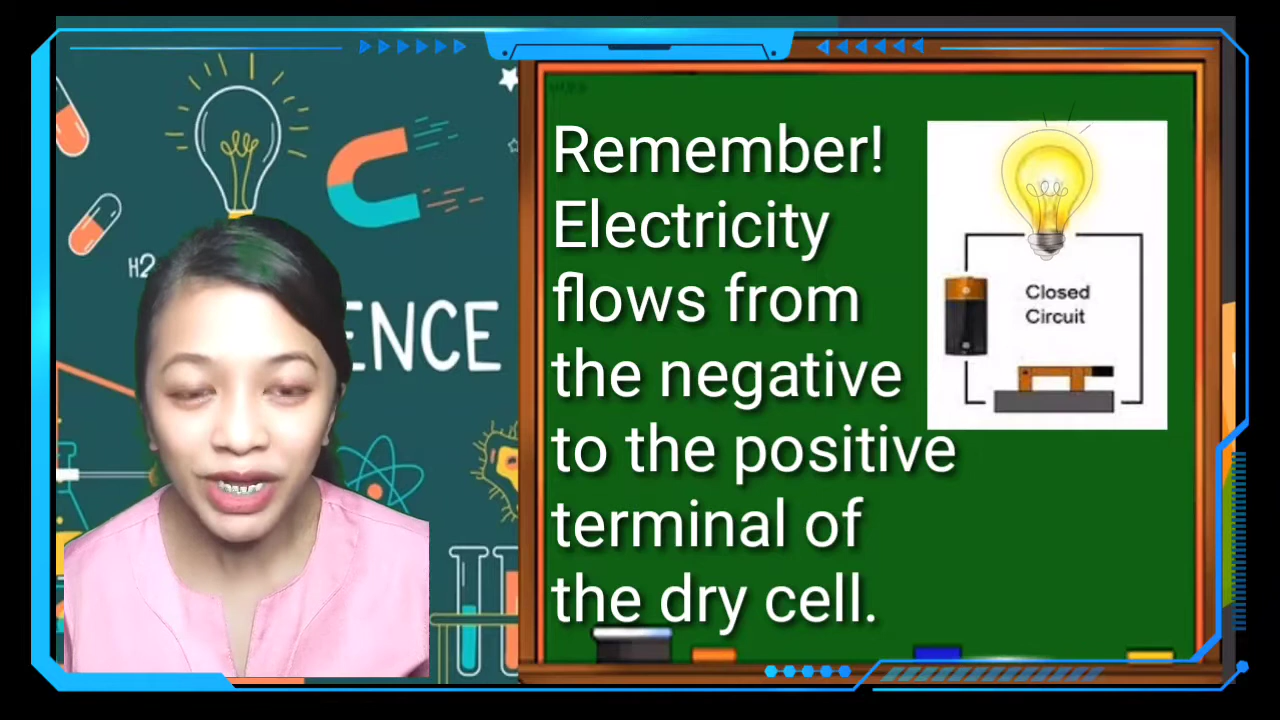 H2
ENCE
Remember!
Electricity
flows from
the negative
to the positive
terminal of
the dry cell.
Closed
Circuit